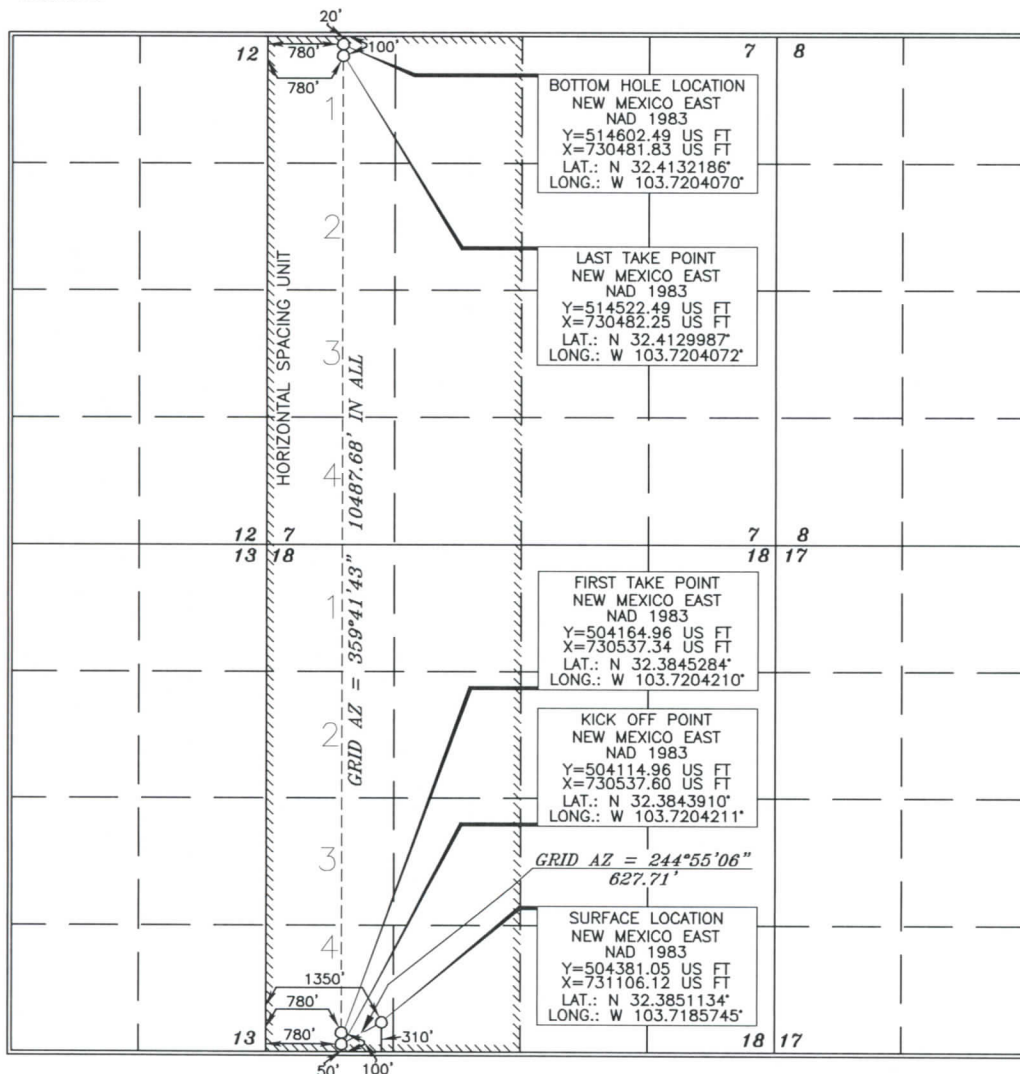 20'
12
780'
100'
7
8
780'
1
BOTTOM HOLE LOCATION
NEW MEXICO EAST
NAD 1983
Y=514602.49 US FT
X=730481.83 US FT
LAT.: N 32.4132186°
LONG.: W 103.7204070°
2
LAST TAKE POINT
NEW MEXICO EAST
NAD 1983
Y=514522.49 US FT
X=730482.25 US FT
LAT.: N 32.4129987°
LONG.: W 103.7204072°
HORIZONTAL SPACING UNIT
3
GRID AZ = 359°41'43" 10487.68' IN ALL
4
12
7
7
8
13
18
18
17
1
FIRST TAKE POINT
NEW MEXICO EAST
NAD 1983
Y=504164.96 US FT
X=730537.34 US FT
LAT.: N 32.3845284°
LONG.: W 103.7204210°
2
KICK OFF POINT
NEW MEXICO EAST
NAD 1983
Y=504114.96 US FT
X=730537.60 US FT
LAT.: N 32.3843910°
LONG.: W 103.7204211°
3
GRID AZ = 244°55'06"
627.71'
4
SURFACE LOCATION
NEW MEXICO EAST
NAD 1983
Y=504381.05 US FT
X=731106.12 US FT
LAT.: N 32.3851134°
LONG.: W 103.7185745°
1350'
780'
13
780'
310'
18
17
50'
100'